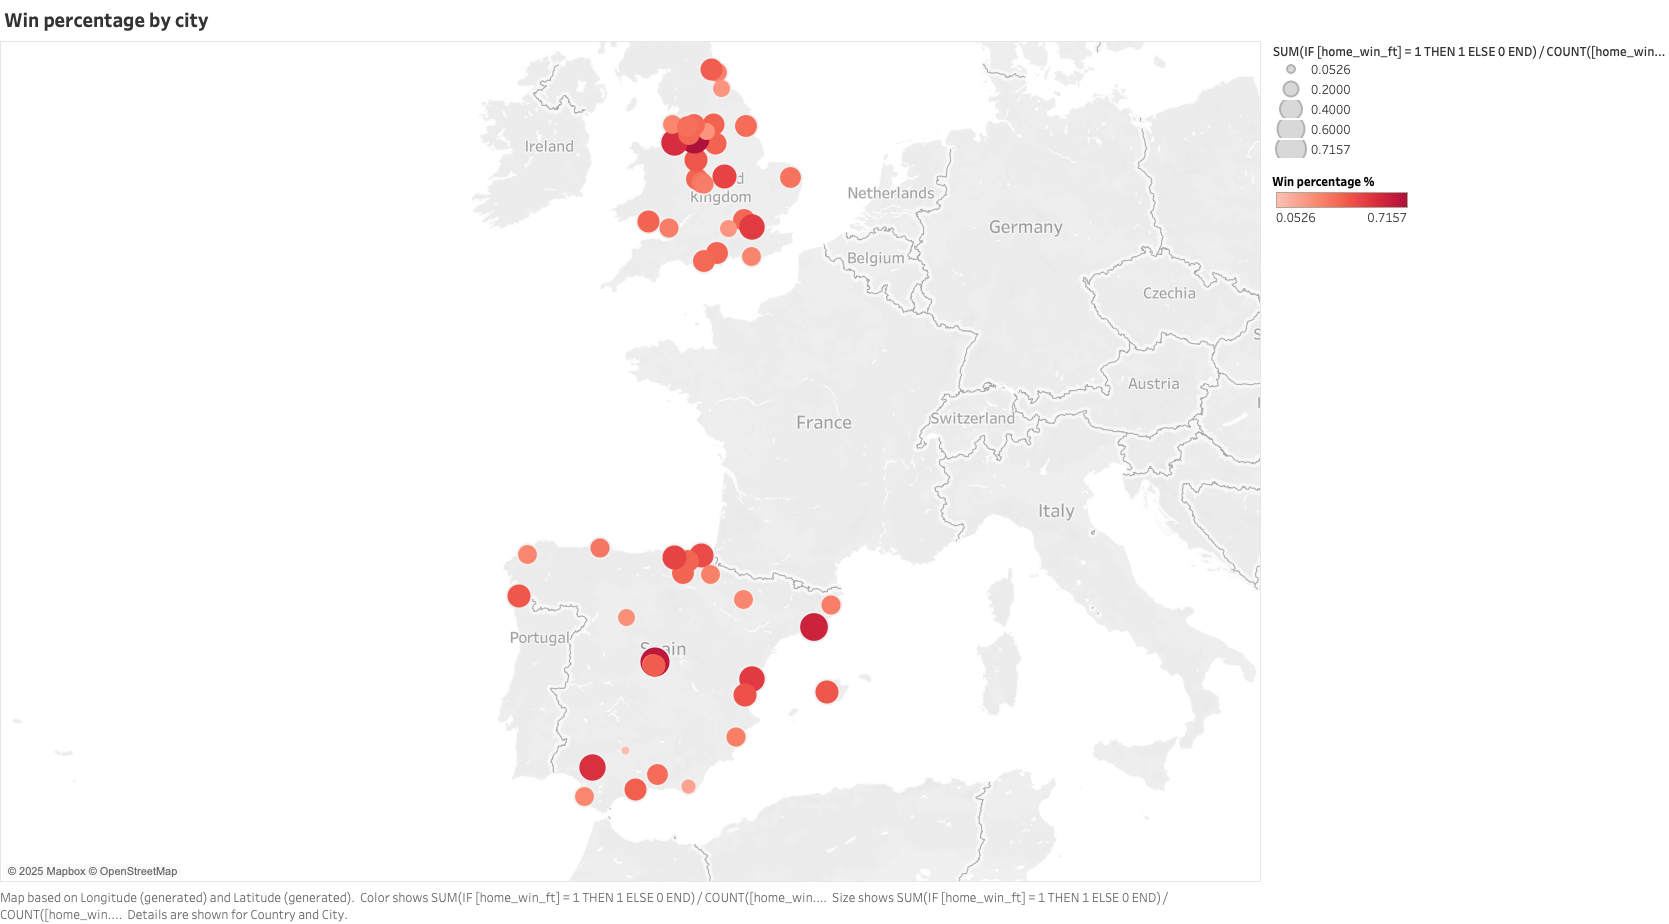 Win percentage by city
Ireland
d
Kingdom
Netherlands
Germany
Belgium
Czechia
S
Austria
France
Switzerland
Italy
Portugal
Spain
© 2025 Mapbox © OpenStreetMap
SUM(IF [home_win_ft] = 1 THEN 1 ELSE 0 END) / COUNT([home_win...
0.0526
0.2000
0.4000
0.6000
0.7157
Win percentage %
0.0526 0.7157
Map based on Longitude (generated) and Latitude (generated). Color shows SUM(IF [home_win_ft] = 1 THEN 1 ELSE 0 END) / COUNT([home_win.... Size shows SUM(IF [home_win_ft] = 1 THEN 1 ELSE 0 END) /
COUNT([home_win.... Details are shown for Country and City.